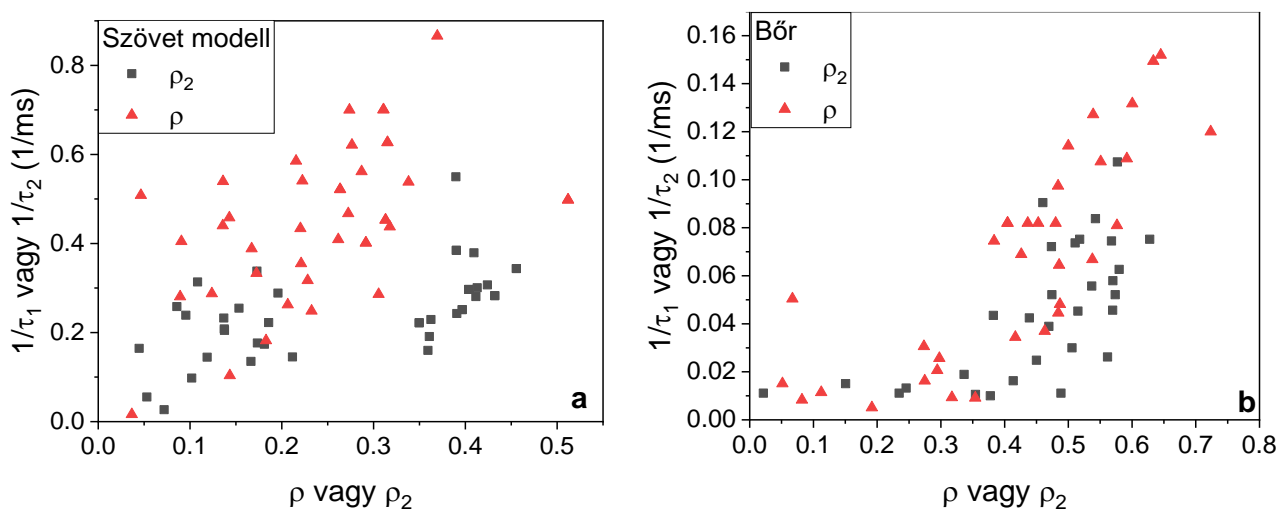 Szövet modell
ρ₂
ρ
0.8
0.6
0.4
0.2
0.0
1/τ₁ vagy 1/τ₂ (1/ms)
0.0 0.1 0.2 0.3 0.4 0.5
ρ vagy ρ₂
a
Bőr
ρ₂
ρ
0.16
0.14
0.12
0.10
0.08
0.06
0.04
0.02
0.00
1/τ₁ vagy 1/τ₂ (1/ms)
0.0 0.1 0.2 0.3 0.4 0.5 0.6 0.7 0.8
ρ vagy ρ₂
b